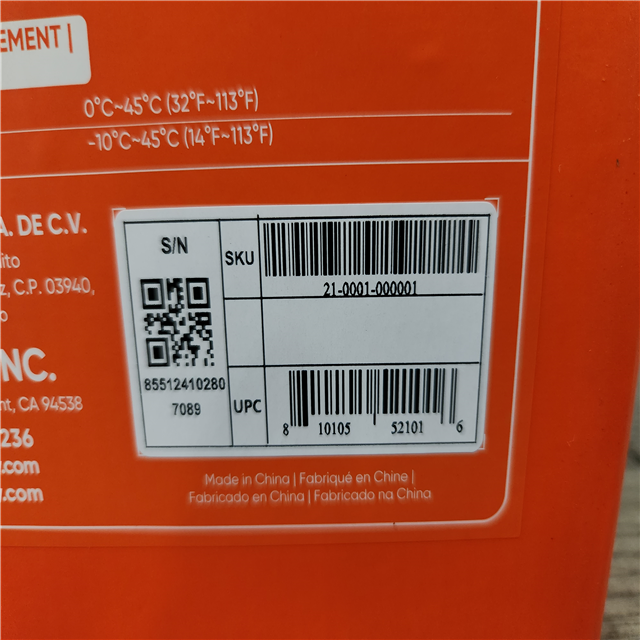 EMENT |
0°C~45°C (32°F~113°F)
-10°C~45°C (14°F~113°F)
A. DE C.V.
ito
z, C.P. 03940,
o
NC.
nt, CA 94538
236
.com
.com
S/N
85512410280
7089
SKU
21-0001-000001
UPC
8 10105 52101 6
Made in China | Fabriqué en Chine |
Fabricado en China | Fabricado na China